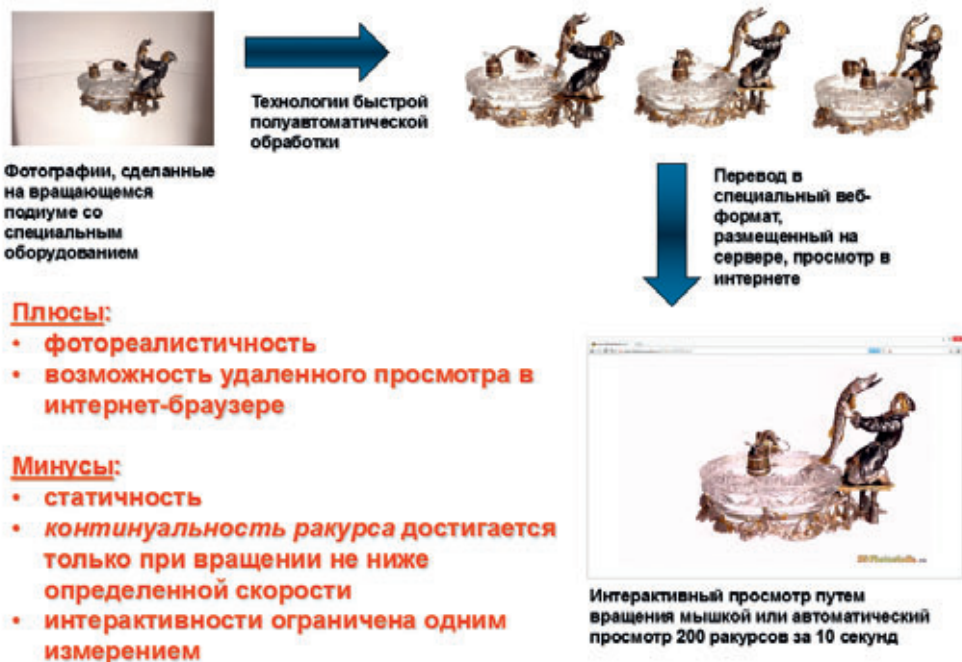 Технологии быстрой
полуавтоматической
обработки
Фотографии, сделанные
на вращающемся
подиуме со
специальным
оборудованием
Перевод в
специальный веб-
формат,
размещенный на
сервере, просмотр в
интернете
Плюсы:
• фотореалистичность
• возможность удаленного просмотра в
интернет-браузере
Минусы:
• статичность
• континуальность ракурса достигается
только при вращении не ниже
определенной скорости
• интерактивности ограничена одним
измерением
Интерактивный просмотр путем
вращения мышкой или автоматический
просмотр 200 ракурсов за 10 секунд